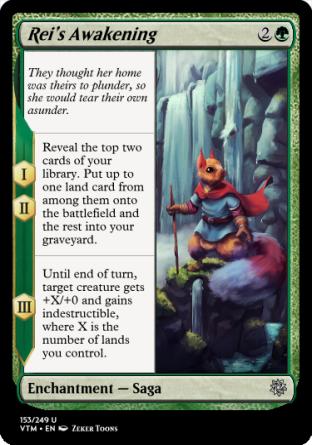 Rei's Awakening 2
They thought her home
was theirs to plunder, so
she would tear their own
asunder.
I
II
Reveal the top two
cards of your
library. Put up to
one land card from
among them onto
the battlefield and
the rest into your
graveyard.
III
Until end of turn,
target creature gets
+X/+0 and gains
indestructible,
where X is the
number of lands
you control.
Enchantment — Saga
153/249 U
VTM • EN Zeker Toons